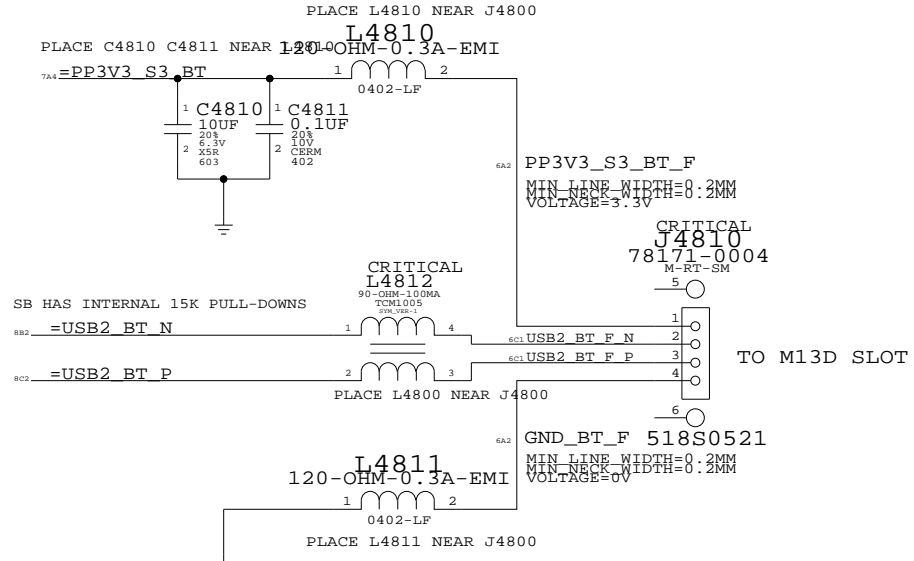 PLACE L4810 NEAR J4800
L4810
PLACE C4810 C4811 NEAR L4810
120-OHM-0.3A-EMI
7A4 =PP3V3_S3_BT
1 2
0402-LF
1 C4810
10UF
20%
6.3V
2 X5R
603
1 C4811
0.1UF
20%
10V
2 CERM
402
6A2 PP3V3_S3_BT_F
MIN_LINE_WIDTH=0.2MM
MIN_NECK_WIDTH=0.2MM
VOLTAGE=3.3V
CRITICAL
J4810
78171-0004
M-RT-SM
5
CRITICAL
L4812
90-OHM-100MA
TCM1005
SYM_VER-1
SB HAS INTERNAL 15K PULL-DOWNS
8B2 =USB2_BT_N
1 4
6C1 USB2_BT_F_N
6C1 USB2_BT_F_P
1
2
3
4
TO M13D SLOT
8C2 =USB2_BT_P
2 3
PLACE L4800 NEAR J4800
6
6A2 GND_BT_F 518S0521
MIN_LINE_WIDTH=0.2MM
MIN_NECK_WIDTH=0.2MM
VOLTAGE=0V
L4811
120-OHM-0.3A-EMI
1 2
0402-LF
PLACE L4811 NEAR J4800